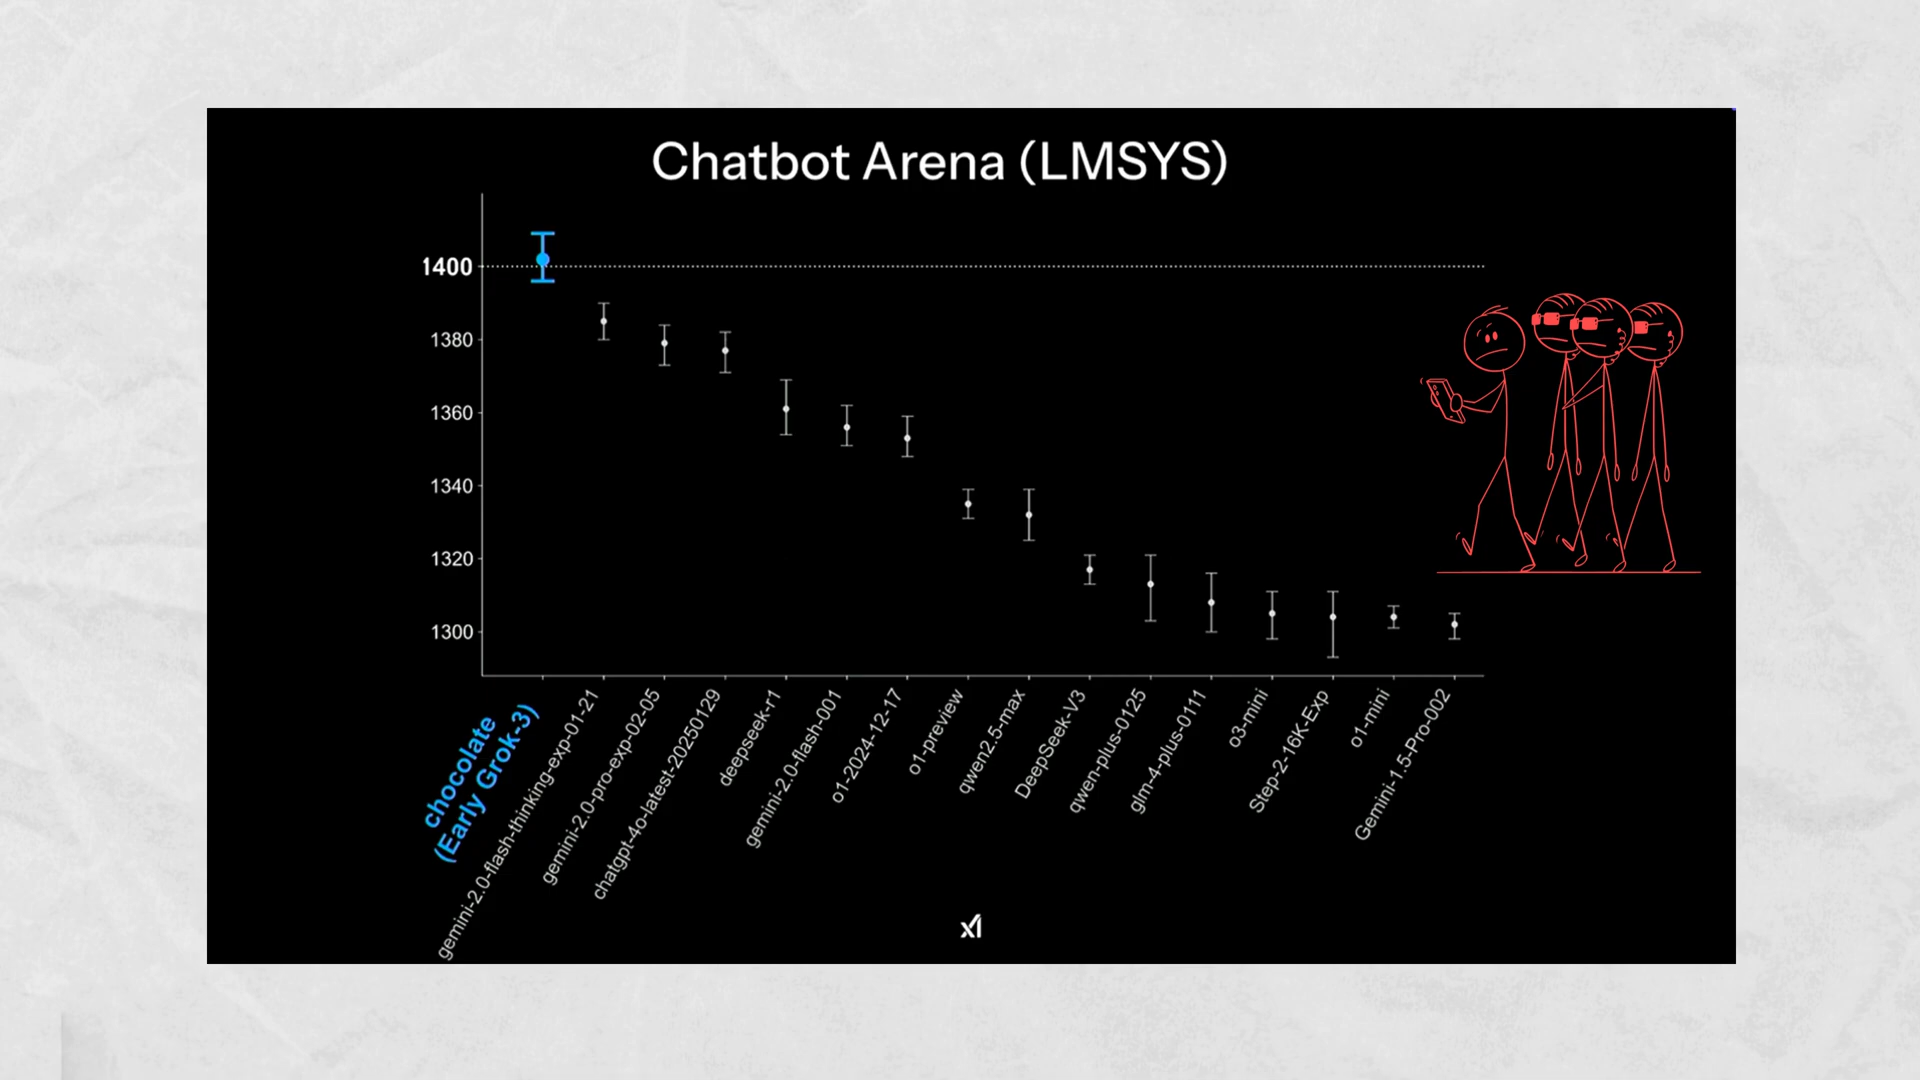 Chatbot Arena (LMSYS)
1400
1380
1360
1340
1320
1300
chocolate
(Early Grok-3)
gemini-2.0-flash-thinking-exp-01-21
gemini-2.0-pro-exp-02-05
chatgpt-4o-latest-20250129
deepseek-r1
gemini-2.0-flash-001
o1-2024-12-17
o1-preview
qwen2.5-max
DeepSeek-V3
qwen-plus-0125
glm-4-plus-0111
o3-mini
Step-2-16K-Exp
o1-mini
Gemini-1.5-Pro-002
xI